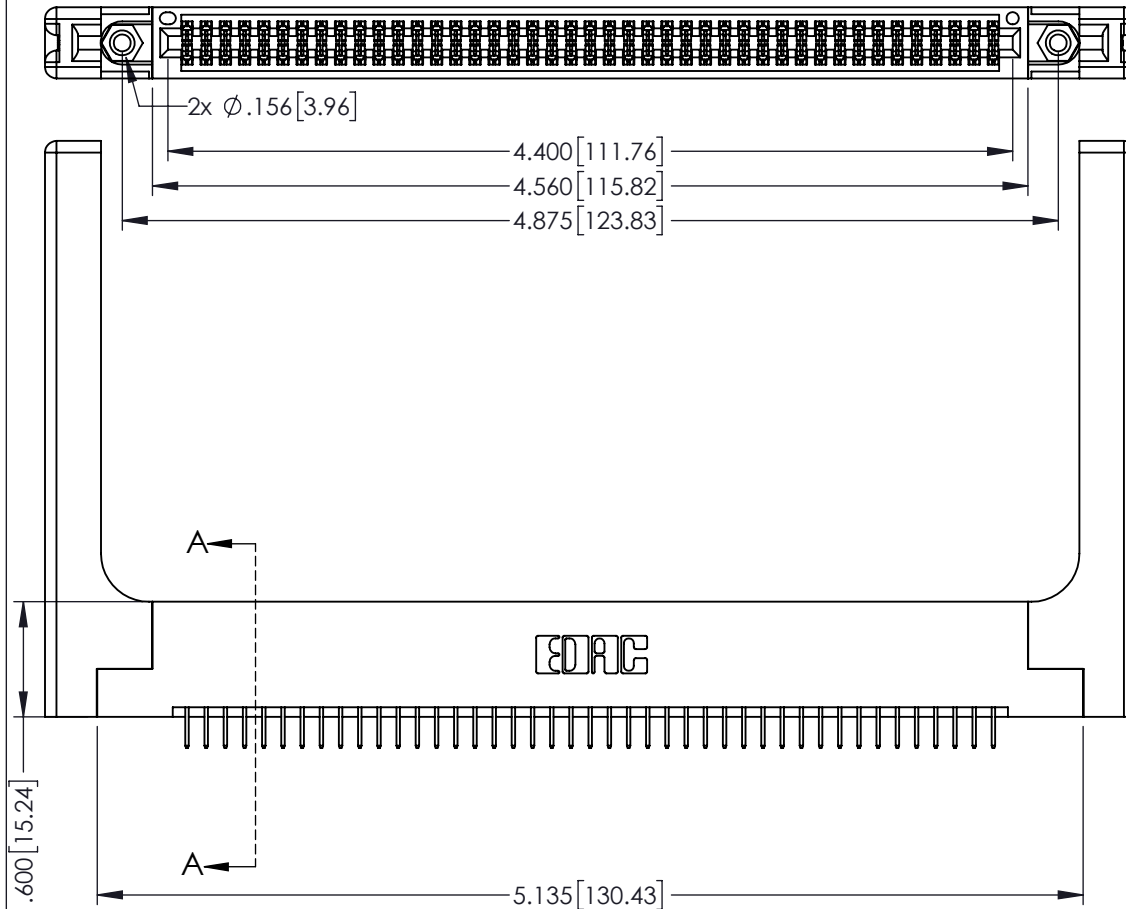 2x Ø.156[3.96]
4.400[111.76]
4.560[115.82]
4.875[123.83]
A
EDAC
.600[15.24]
A
5.135[130.43]